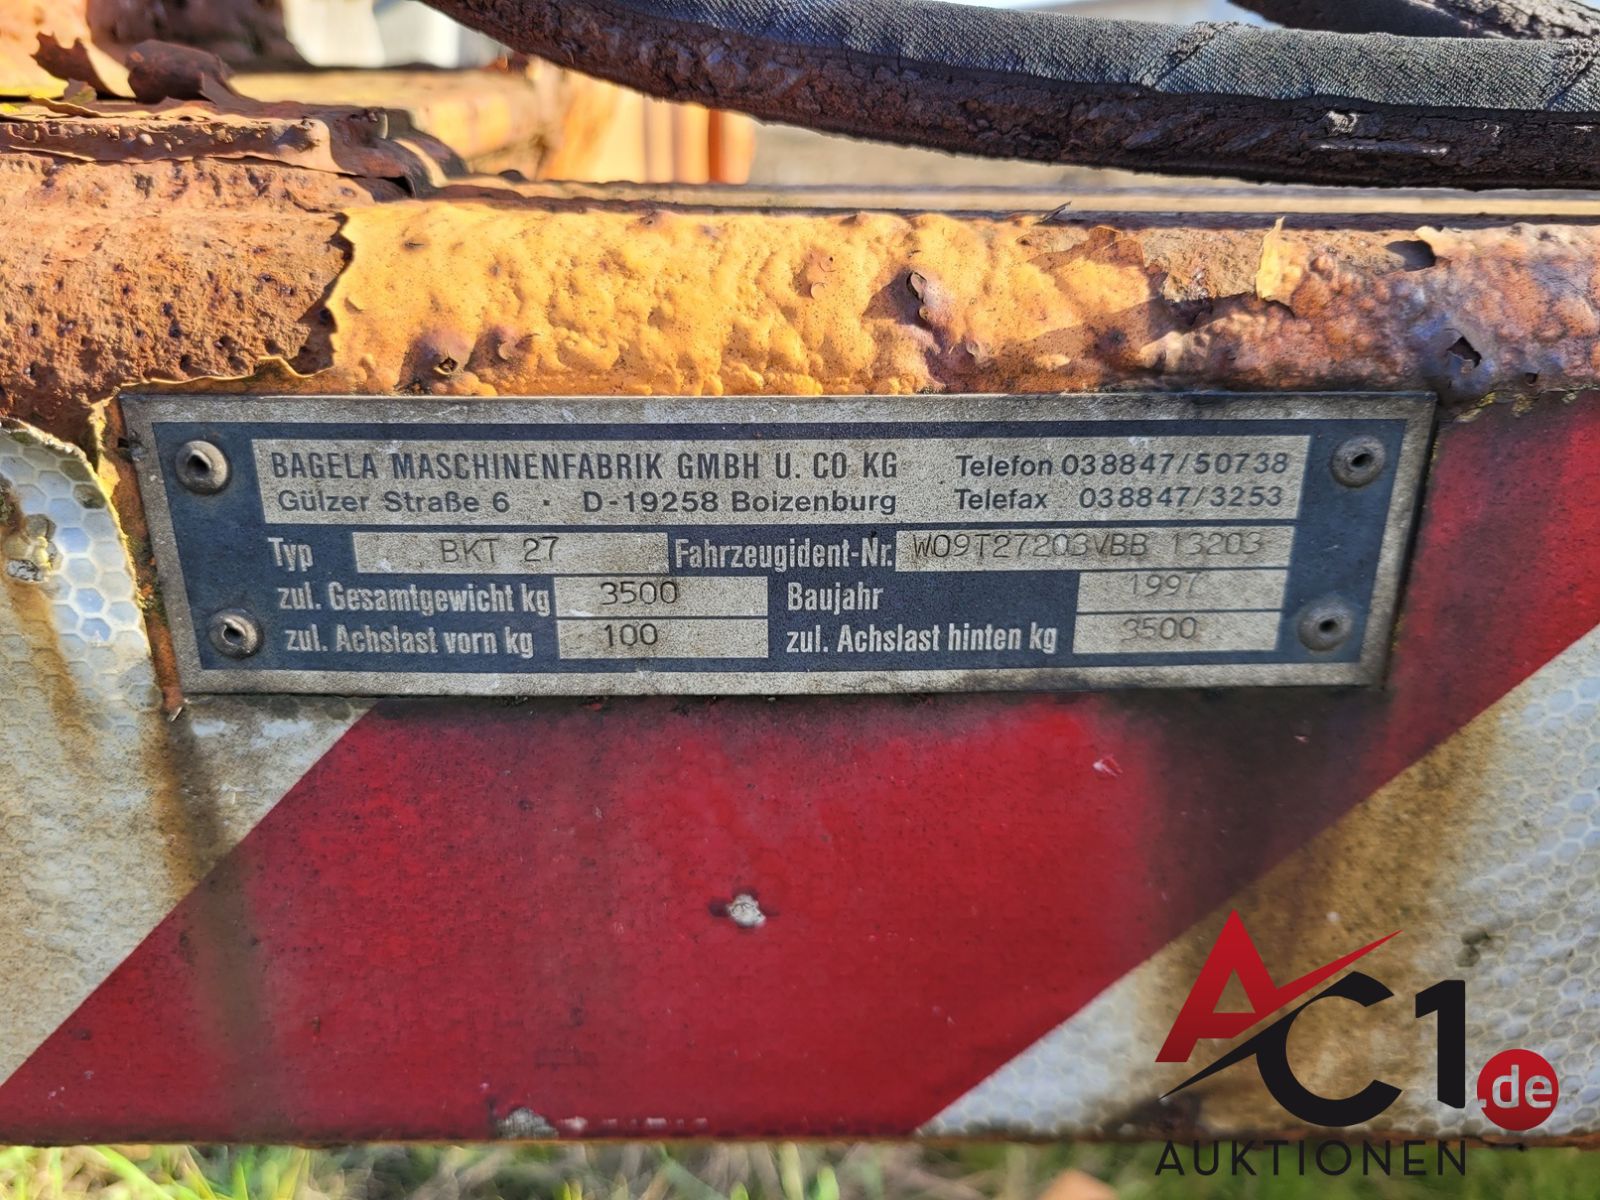 BAGELA MASCHINENFABRIK GMBH U. CO KG Telefon 038847/50738
Gülzer Straße 6 · D-19258 Boizenburg Telefax 038847/3253
Typ BKT 27 Fahrzeugident-Nr. W09T27203VBB 13203
zul. Gesamtgewicht kg 3500 Baujahr 1997
zul. Achslast vorn kg 100 zul. Achslast hinten kg 3500
AC1.de
AUKTIONEN